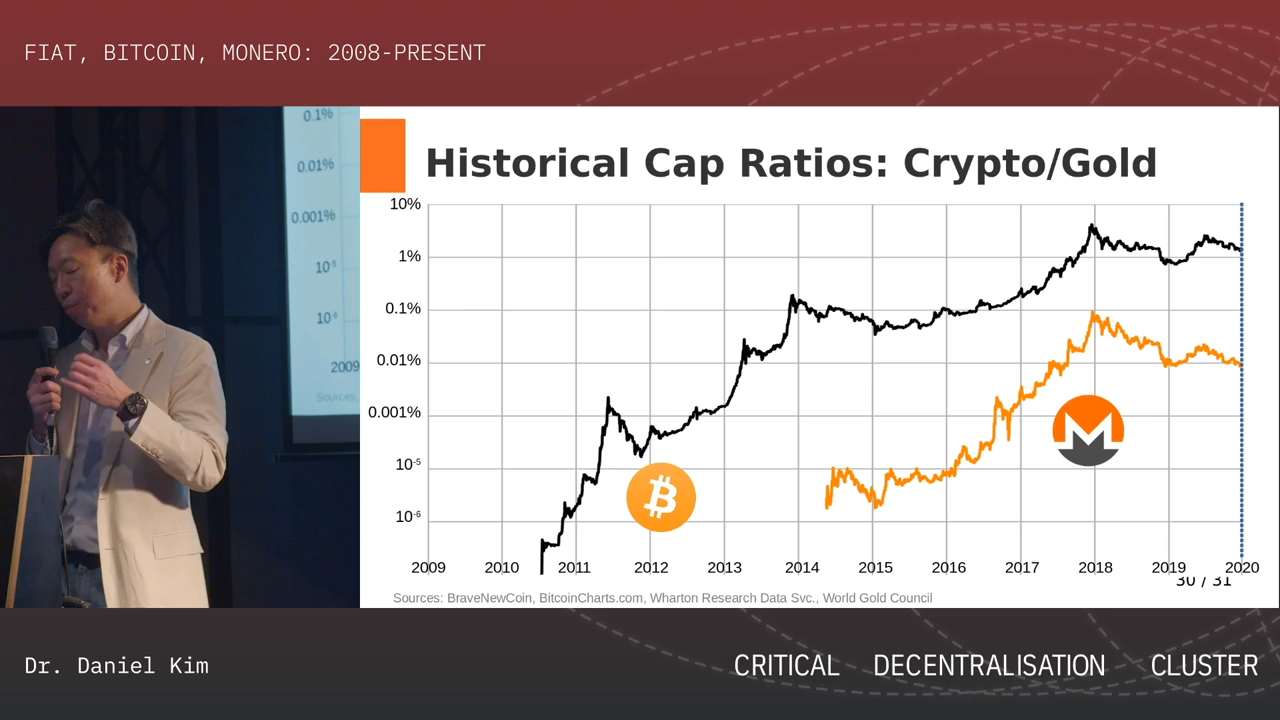 FIAT, BITCOIN, MONERO: 2008-PRESENT
0.1%
0.01%
0.001%
10⁻⁵
10⁻⁶
2009
Sources:
Historical Cap Ratios: Crypto/Gold
10%
1%
0.1%
0.01%
0.001%
10⁻⁵
10⁻⁶
2009 2010 2011 2012 2013 2014 2015 2016 2017 2018 2019 2020
30 / 31
Sources: BraveNewCoin, BitcoinCharts.com, Wharton Research Data Svc., World Gold Council
Dr. Daniel Kim
CRITICAL DECENTRALISATION CLUSTER